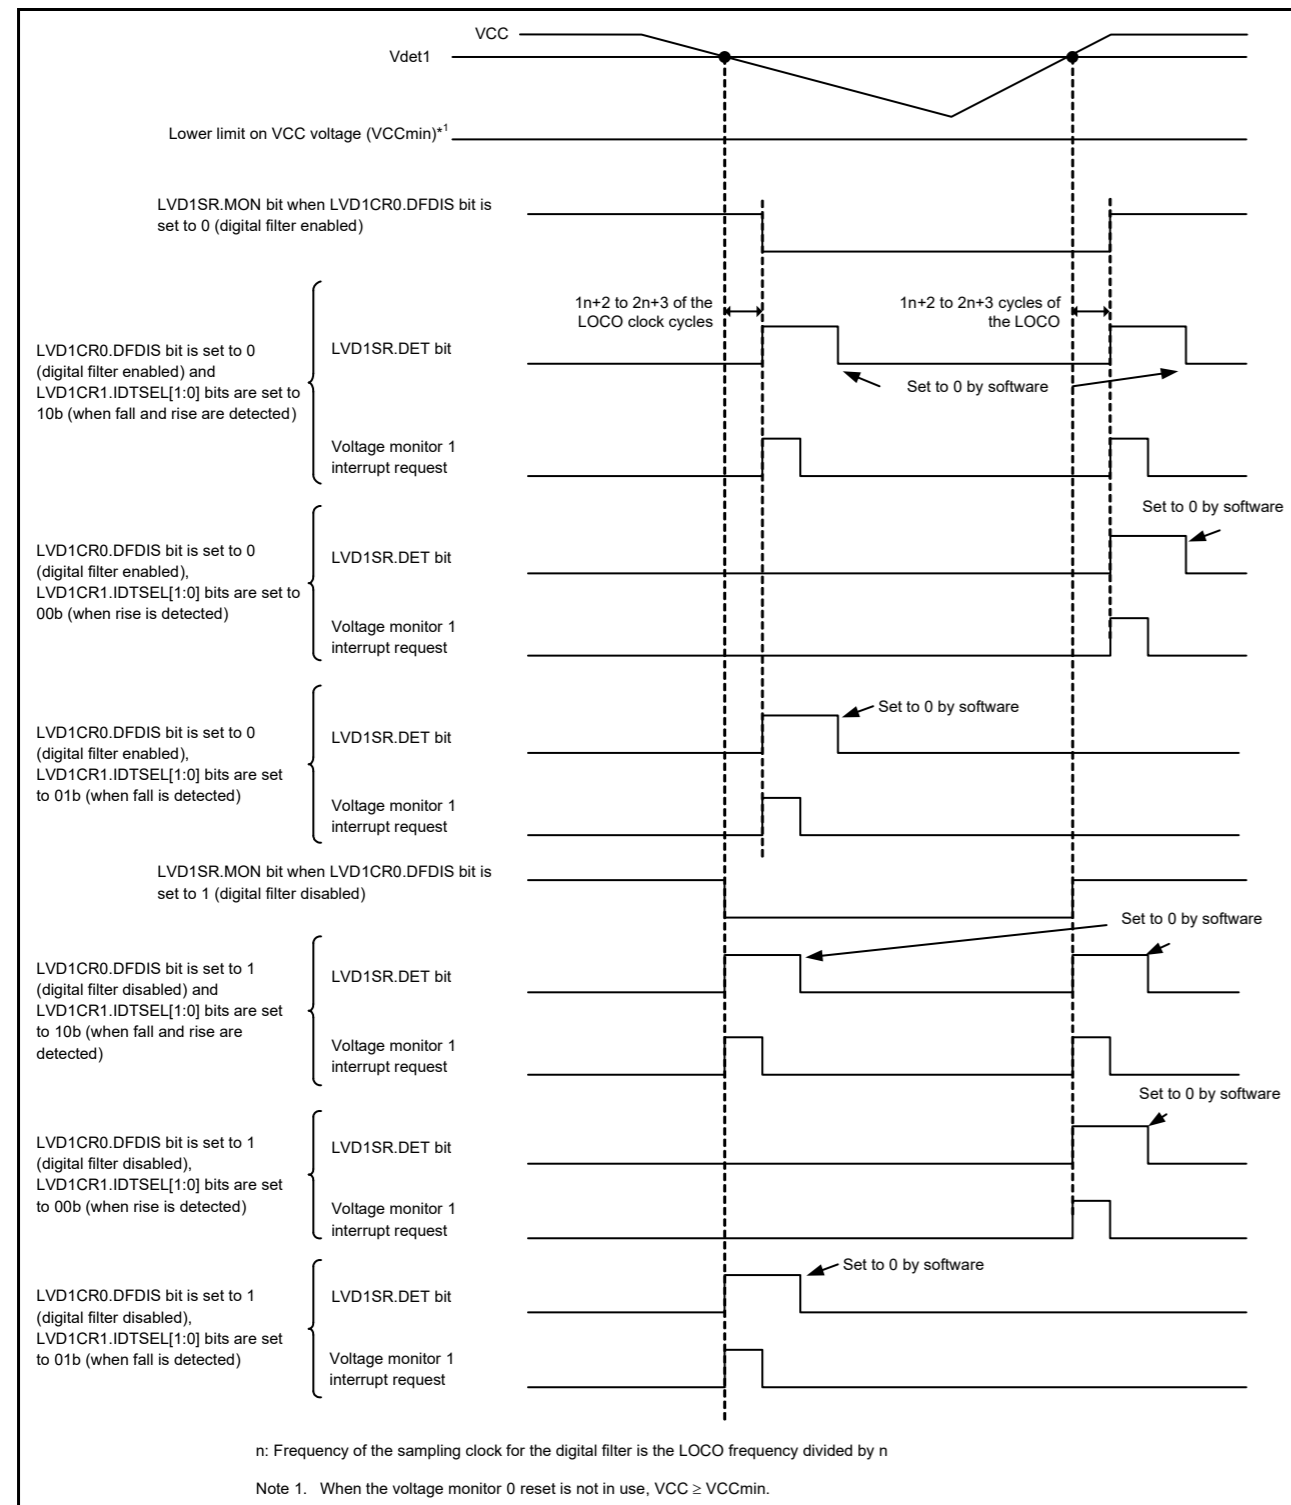 VCC
Vdet1
Lower limit on VCC voltage (VCCmin)*1
LVD1SR.MON bit when LVD1CR0.DFDIS bit is
set to 0 (digital filter enabled)
1n+2 to 2n+3 of the
LOCO clock cycles
1n+2 to 2n+3 cycles of
the LOCO
LVD1CR0.DFDIS bit is set to 0
(digital filter enabled) and
LVD1CR1.IDTSEL[1:0] bits are set to
10b (when fall and rise are detected)
LVD1SR.DET bit
Set to 0 by software
Voltage monitor 1
interrupt request
Set to 0 by software
LVD1CR0.DFDIS bit is set to 0
(digital filter enabled),
LVD1CR1.IDTSEL[1:0] bits are set to
00b (when rise is detected)
LVD1SR.DET bit
Voltage monitor 1
interrupt request
LVD1CR0.DFDIS bit is set to 0
(digital filter enabled),
LVD1CR1.IDTSEL[1:0] bits are set
to 01b (when fall is detected)
LVD1SR.DET bit
Set to 0 by software
Voltage monitor 1
interrupt request
LVD1SR.MON bit when LVD1CR0.DFDIS bit is
set to 1 (digital filter disabled)
Set to 0 by software
LVD1CR0.DFDIS bit is set to 1
(digital filter disabled) and
LVD1CR1.IDTSEL[1:0] bits are set
to 10b (when fall and rise are
detected)
LVD1SR.DET bit
Voltage monitor 1
interrupt request
Set to 0 by software
LVD1CR0.DFDIS bit is set to 1
(digital filter disabled),
LVD1CR1.IDTSEL[1:0] bits are set
to 00b (when rise is detected)
LVD1SR.DET bit
Voltage monitor 1
interrupt request
Set to 0 by software
LVD1CR0.DFDIS bit is set to 1
(digital filter disabled),
LVD1CR1.IDTSEL[1:0] bits are set
to 01b (when fall is detected)
LVD1SR.DET bit
Voltage monitor 1
interrupt request
n: Frequency of the sampling clock for the digital filter is the LOCO frequency divided by n
Note 1. When the voltage monitor 0 reset is not in use, VCC ≥ VCCmin.